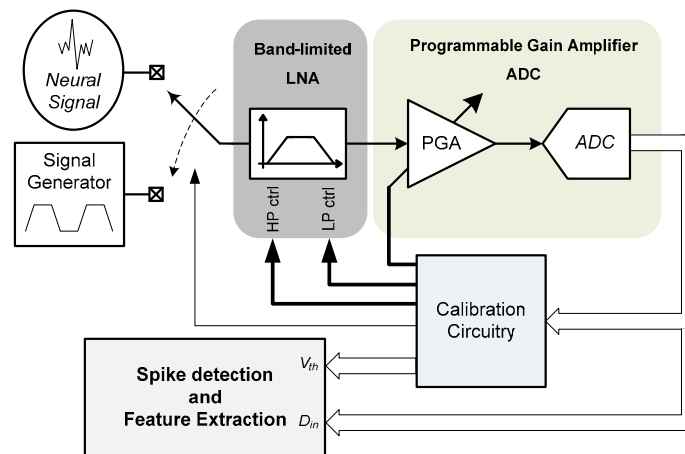 Neural
Signal
Signal
Generator
Band-limited
LNA
HP ctrl
LP ctrl
Programmable Gain Amplifier
ADC
PGA
ADC
Calibration
Circuitry
Spike detection
and
Feature Extraction
Vth
Din